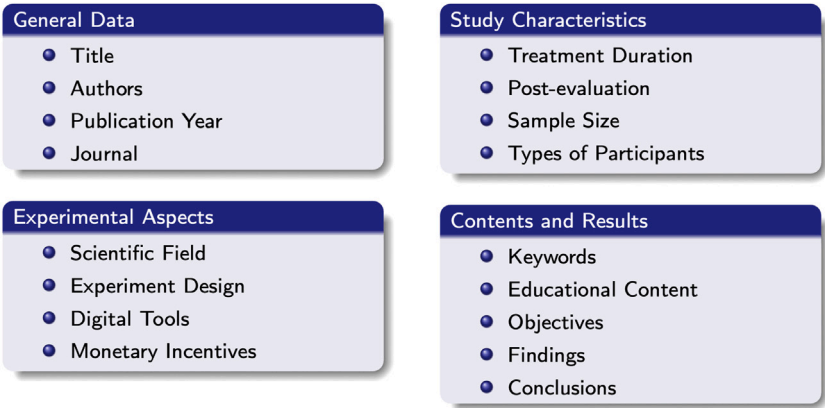 General Data
Title
Authors
Publication Year
Journal
Study Characteristics
Treatment Duration
Post-evaluation
Sample Size
Types of Participants
Experimental Aspects
Scientific Field
Experiment Design
Digital Tools
Monetary Incentives
Contents and Results
Keywords
Educational Content
Objectives
Findings
Conclusions